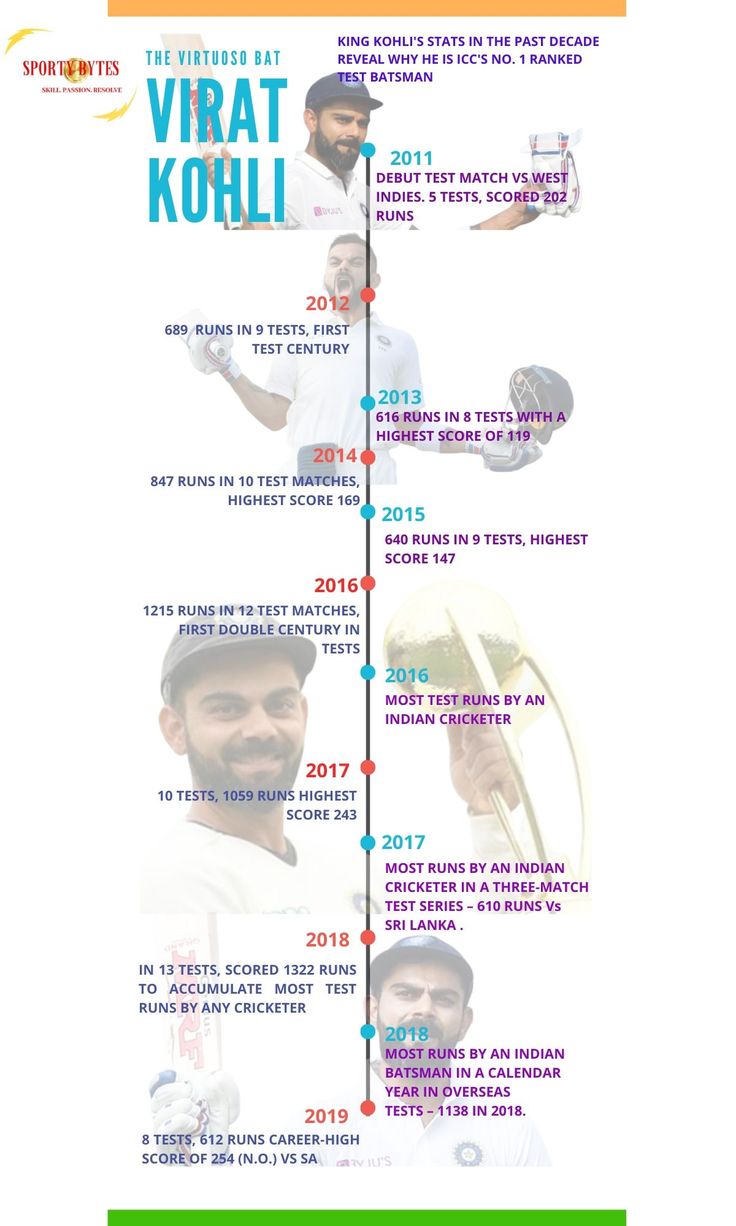 SPORTY BYTES
SKILL. PASSION. RESOLVE
THE VIRTUOSO BAT
VIRAT
KOHLI
KING KOHLI'S STATS IN THE PAST DECADE
REVEAL WHY HE IS ICC'S NO. 1 RANKED
TEST BATSMAN
2011
DEBUT TEST MATCH VS WEST
INDIES. 5 TESTS, SCORED 202
RUNS
BYJU'S
2012
689 RUNS IN 9 TESTS, FIRST
TEST CENTURY
2013
616 RUNS IN 8 TESTS WITH A
HIGHEST SCORE OF 119
2014
847 RUNS IN 10 TEST MATCHES,
HIGHEST SCORE 169
2015
640 RUNS IN 9 TESTS, HIGHEST
SCORE 147
2016
1215 RUNS IN 12 TEST MATCHES,
FIRST DOUBLE CENTURY IN
TESTS
2016
MOST TEST RUNS BY AN
INDIAN CRICKETER
2017
10 TESTS, 1059 RUNS HIGHEST
SCORE 243
2017
MOST RUNS BY AN INDIAN
CRICKETER IN A THREE-MATCH
TEST SERIES – 610 RUNS Vs
SRI LANKA .
2018
IN 13 TESTS, SCORED 1322 RUNS
TO ACCUMULATE MOST TEST
RUNS BY ANY CRICKETER
MRF
2018
MOST RUNS BY AN INDIAN
BATSMAN IN A CALENDAR
YEAR IN OVERSEAS
TESTS – 1138 IN 2018.
2019
8 TESTS, 612 RUNS CAREER-HIGH
SCORE OF 254 (N.O.) VS SA
BYJU'S